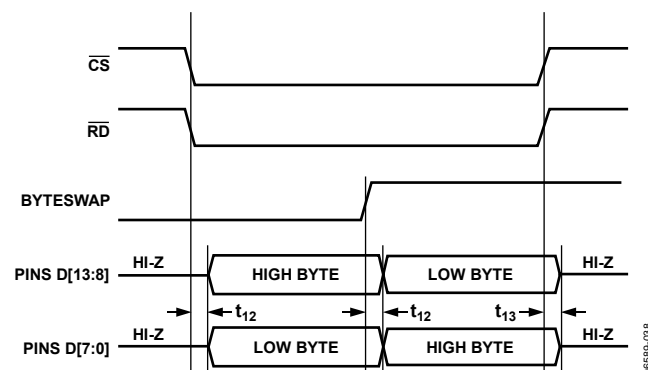 CS
RD
BYTESWAP
PINS D[13:8] HI-Z HIGH BYTE LOW BYTE HI-Z
t12 t12 t13
PINS D[7:0] HI-Z LOW BYTE HIGH BYTE HI-Z